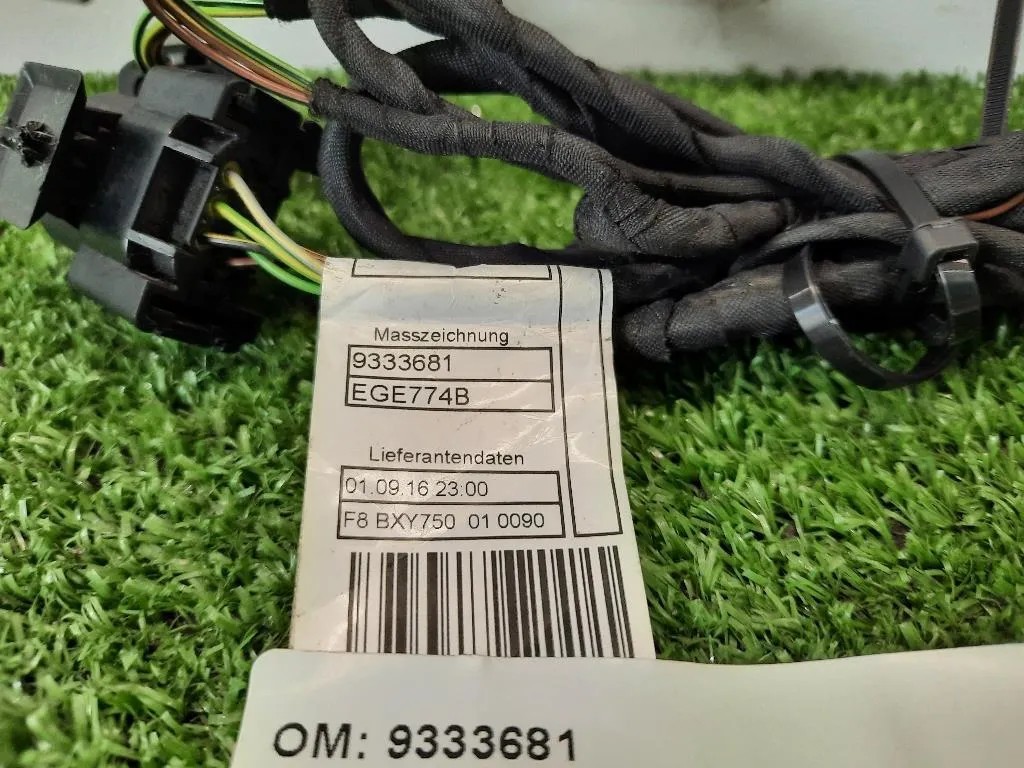 Masszeichnung
9333681
EGE774B
Lieferantendaten
01.09.16 23:00
F8 BXY750 01 0090
OM: 9333681